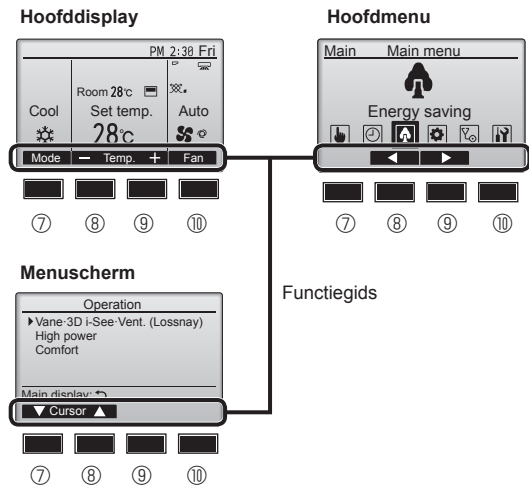 Hoofddisplay
PM 2:30 Fri
Room 28°C
Cool Set temp. Auto
28°C
Mode − Temp. + Fan
⑦ ⑧ ⑨ ⑩
Hoofdmenu
Main Main menu
Energy saving
⑦ ⑧ ⑨ ⑩
Functiegids
Menuscherm
Operation
Vane·3D i-See·Vent. (Lossnay)
High power
Comfort
Main display:
Cursor
⑦ ⑧ ⑨ ⑩